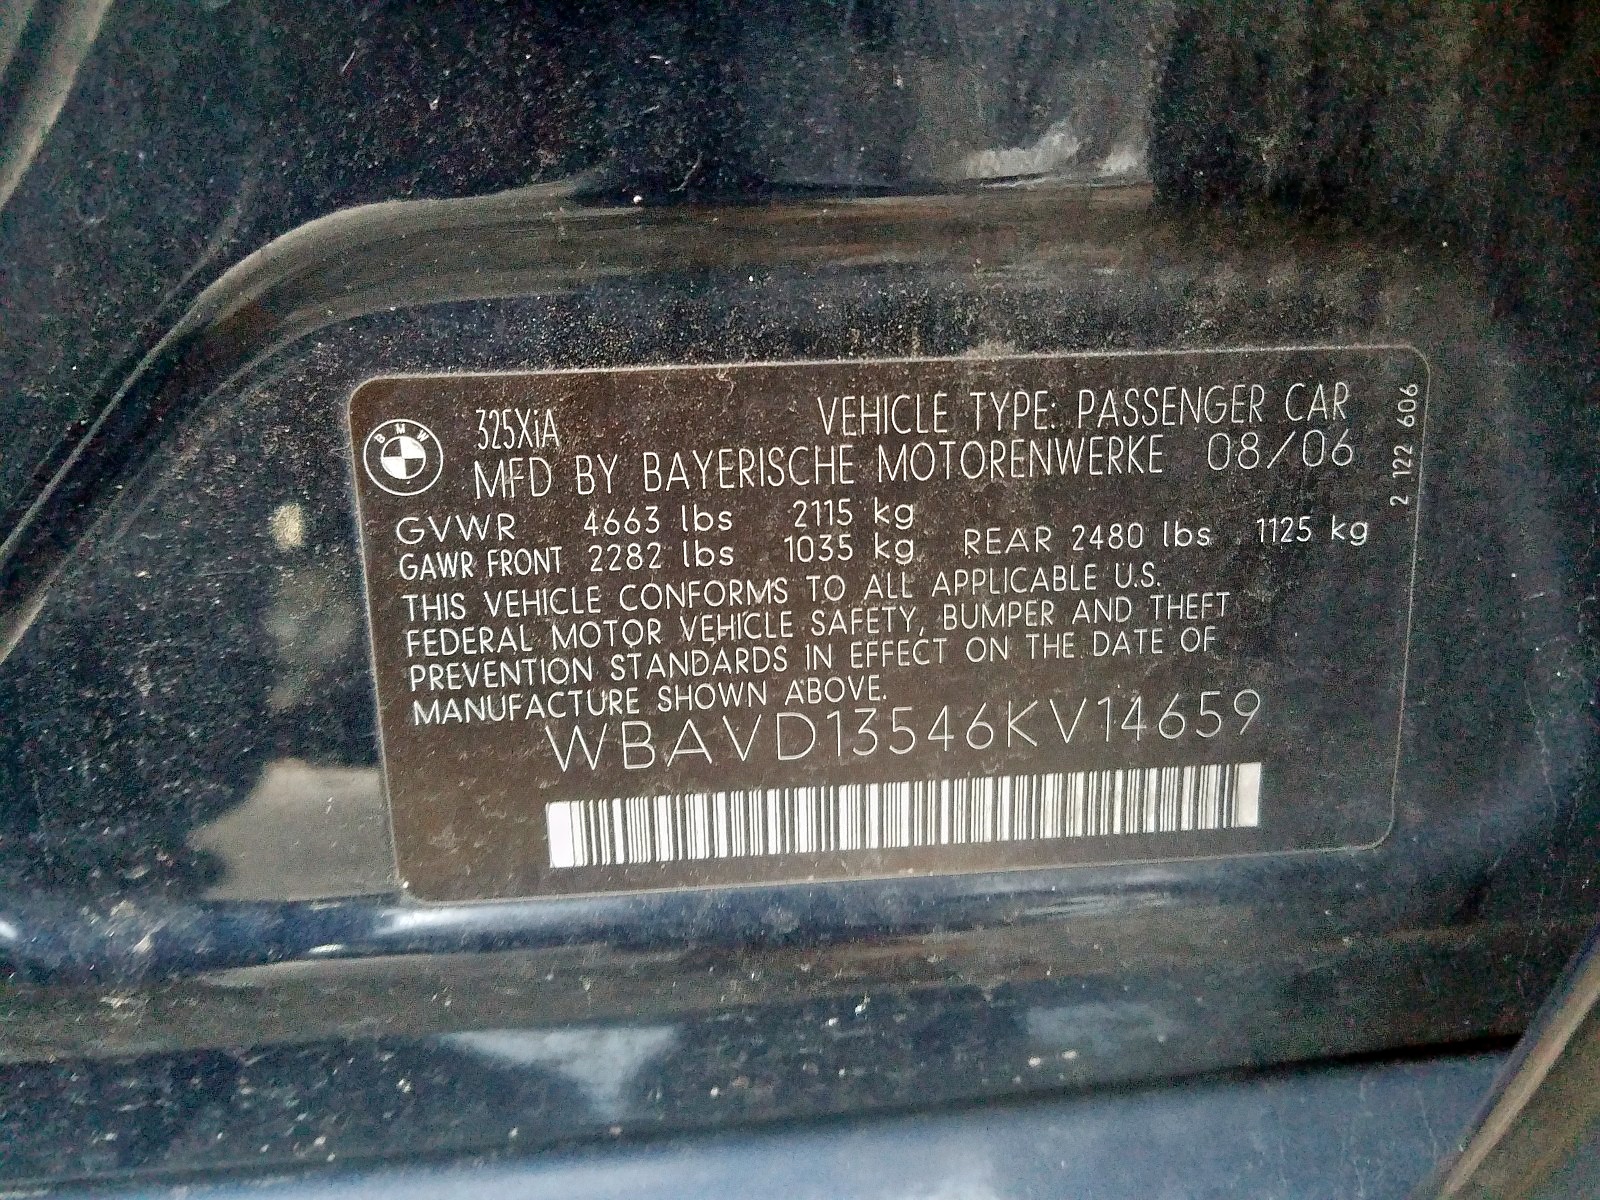 BMW
325XiA VEHICLE TYPE: PASSENGER CAR
MFD BY BAYERISCHE MOTORENWERKE 08/06
GVWR 4663 lbs 2115 kg
GAWR FRONT 2282 lbs 1035 kg REAR 2480 lbs 1125 kg
THIS VEHICLE CONFORMS TO ALL APPLICABLE U.S.
FEDERAL MOTOR VEHICLE SAFETY, BUMPER AND THEFT
PREVENTION STANDARDS IN EFFECT ON THE DATE OF
MANUFACTURE SHOWN ABOVE.
WBAVD13546KV14659
2 122 606